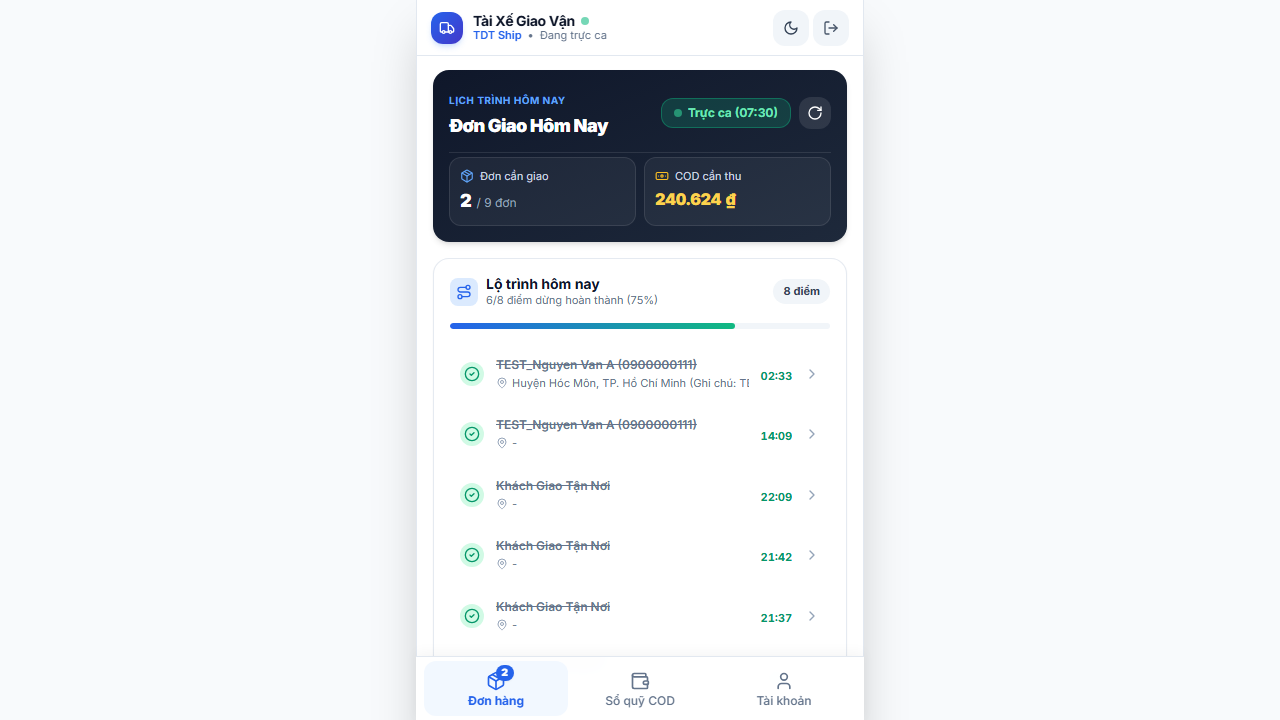 Tài Xế Giao Vận
TDT Ship • Đang trực ca
LỊCH TRÌNH HÔM NAY
Đơn Giao Hôm Nay
Trực ca (07:30)
Đơn cần giao
2 / 9 đơn
COD cần thu
240.624 ₫
Lộ trình hôm nay
6/8 điểm dừng hoàn thành (75%)
8 điểm
TEST_Nguyen Van A (0900000111)
Huyện Hóc Môn, TP. Hồ Chí Minh (Ghi chú: TE
02:33
TEST_Nguyen Van A (0900000111)
-
14:09
Khách Giao Tận Nơi
-
22:09
Khách Giao Tận Nơi
-
21:42
Khách Giao Tận Nơi
-
21:37
2
Đơn hàng
Sổ quỹ COD
Tài khoản